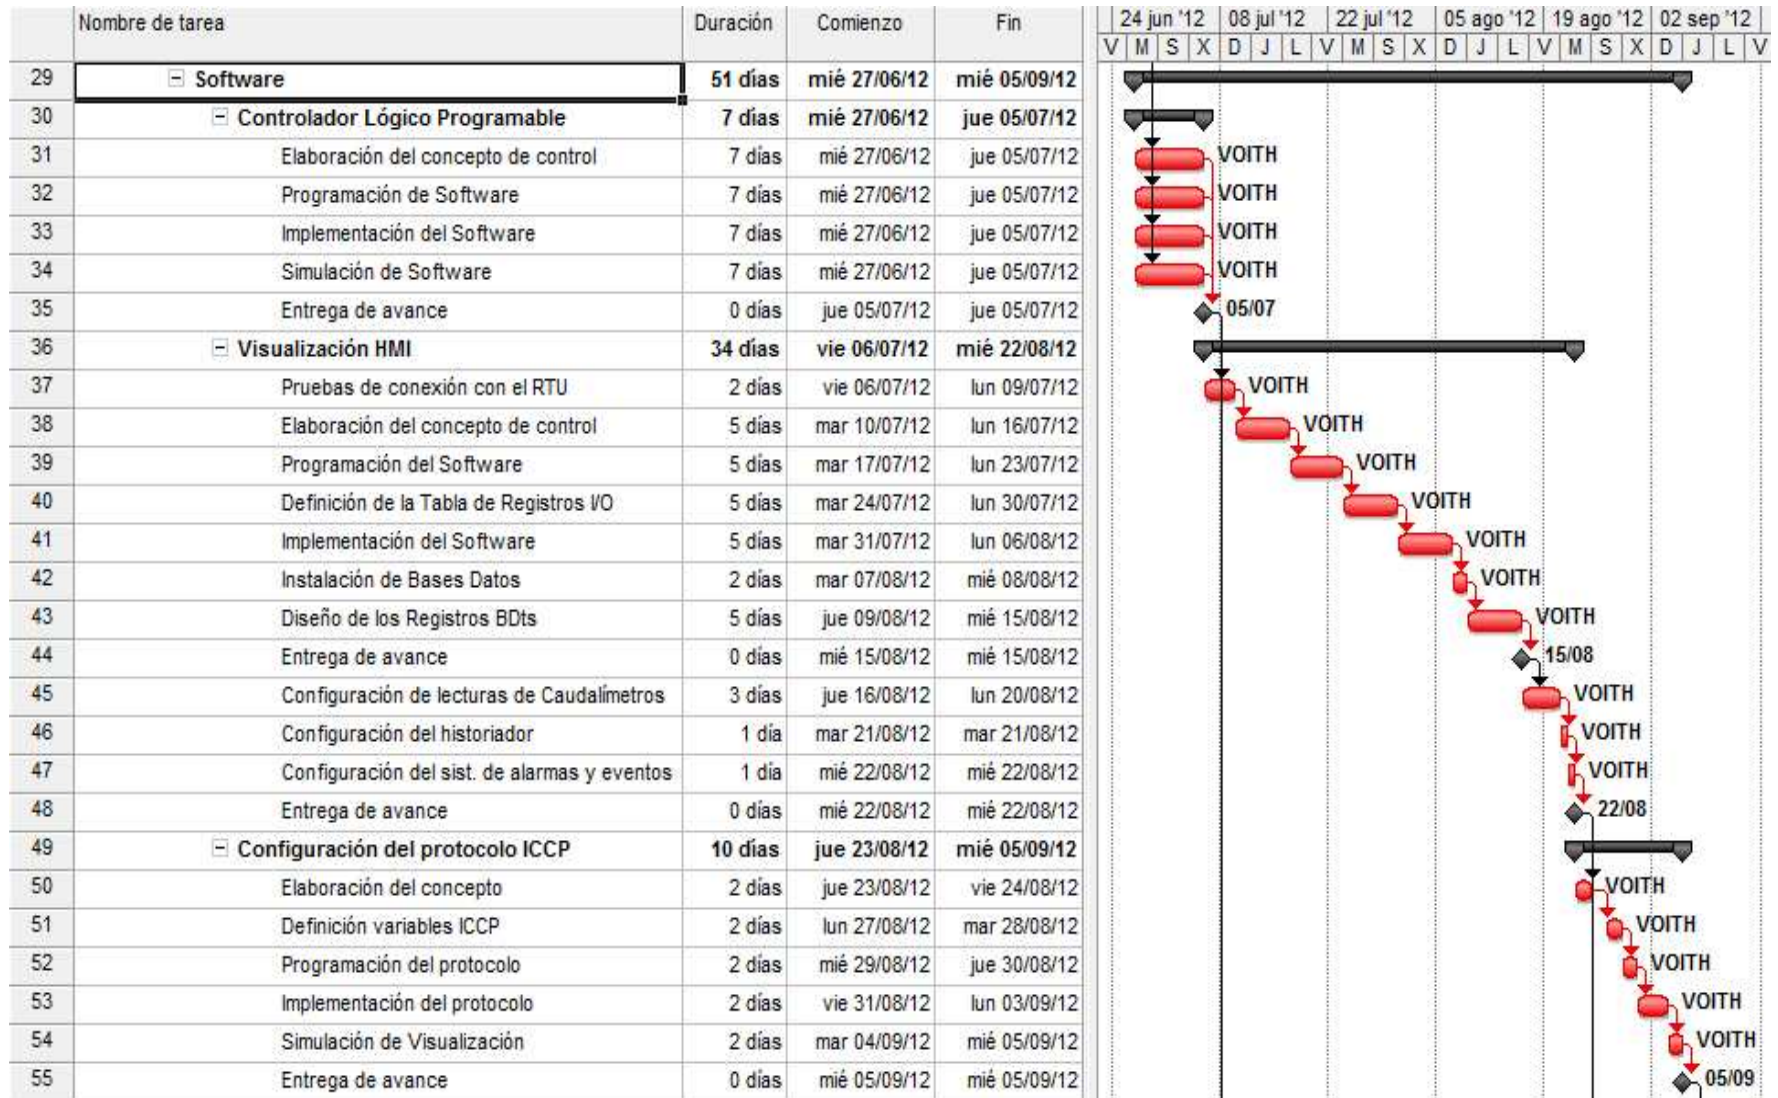 Nombre de tarea Duración Comienzo Fin 24 jun '12 08 jul '12 22 jul '12 05 ago '12 19 ago '12 02 sep '12
V M S X D J L V M S X D J L V M S X D J L V
29 Software 51 días mié 27/06/12 mié 05/09/12
30 Controlador Lógico Programable 7 días mié 27/06/12 jue 05/07/12
31 Elaboración del concepto de control 7 días mié 27/06/12 jue 05/07/12 VOITH
32 Programación de Software 7 días mié 27/06/12 jue 05/07/12 VOITH
33 Implementación del Software 7 días mié 27/06/12 jue 05/07/12 VOITH
34 Simulación de Software 7 días mié 27/06/12 jue 05/07/12 VOITH
35 Entrega de avance 0 días jue 05/07/12 jue 05/07/12 05/07
36 Visualización HMI 34 días vie 06/07/12 mié 22/08/12
37 Pruebas de conexión con el RTU 2 días vie 06/07/12 lun 09/07/12 VOITH
38 Elaboración del concepto de control 5 días mar 10/07/12 lun 16/07/12 VOITH
39 Programación del Software 5 días mar 17/07/12 lun 23/07/12 VOITH
40 Definición de la Tabla de Registros I/O 5 días mar 24/07/12 lun 30/07/12 VOITH
41 Implementación del Software 5 días mar 31/07/12 lun 06/08/12 VOITH
42 Instalación de Bases Datos 2 días mar 07/08/12 mié 08/08/12 VOITH
43 Diseño de los Registros BDts 5 días jue 09/08/12 mié 15/08/12 VOITH
44 Entrega de avance 0 días mié 15/08/12 mié 15/08/12 15/08
45 Configuración de lecturas de Caudalímetros 3 días jue 16/08/12 lun 20/08/12 VOITH
46 Configuración del historiador 1 día mar 21/08/12 mar 21/08/12 VOITH
47 Configuración del sist. de alarmas y eventos 1 día mié 22/08/12 mié 22/08/12 VOITH
48 Entrega de avance 0 días mié 22/08/12 mié 22/08/12 22/08
49 Configuración del protocolo ICCP 10 días jue 23/08/12 mié 05/09/12
50 Elaboración del concepto 2 días jue 23/08/12 vie 24/08/12 VOITH
51 Definición variables ICCP 2 días lun 27/08/12 mar 28/08/12 VOITH
52 Programación del protocolo 2 días mié 29/08/12 jue 30/08/12 VOITH
53 Implementación del protocolo 2 días vie 31/08/12 lun 03/09/12 VOITH
54 Simulación de Visualización 2 días mar 04/09/12 mié 05/09/12 VOITH
55 Entrega de avance 0 días mié 05/09/12 mié 05/09/12 05/09